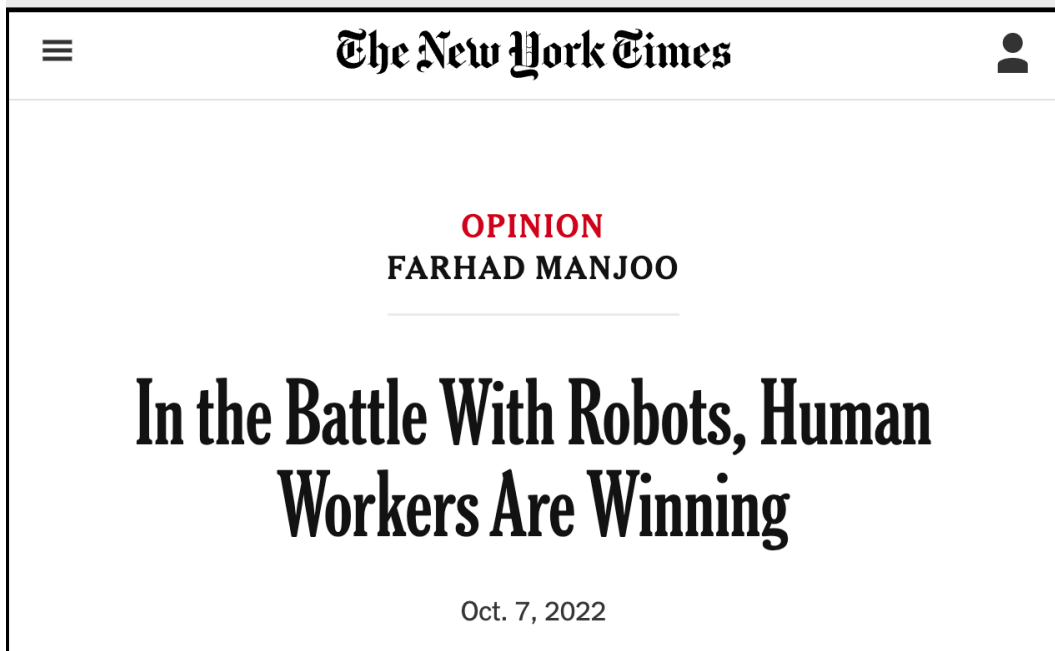 The New York Times
OPINION
FARHAD MANJOO
In the Battle With Robots, Human
Workers Are Winning
Oct. 7, 2022